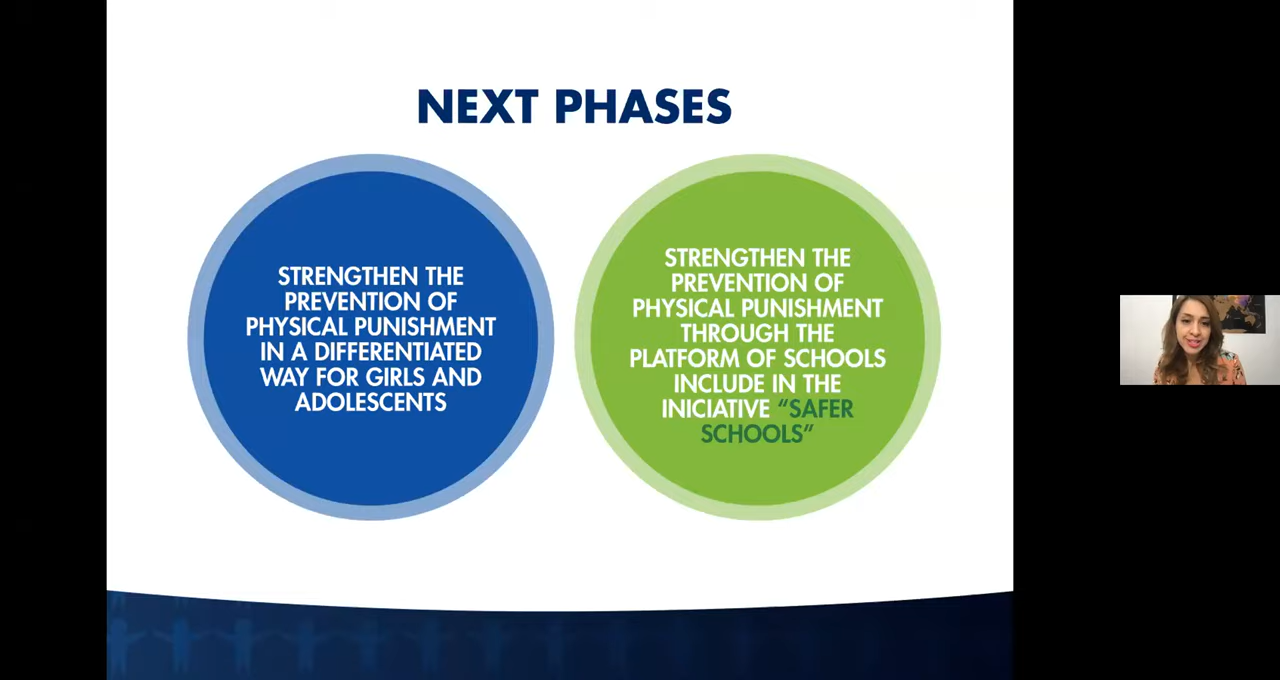 NEXT PHASES
STRENGTHEN THE
PREVENTION OF
PHYSICAL PUNISHMENT
IN A DIFFERENTIATED
WAY FOR GIRLS AND
ADOLESCENTS
STRENGTHEN THE
PREVENTION OF
PHYSICAL PUNISHMENT
THROUGH THE
PLATFORM OF SCHOOLS
INCLUDE IN THE
INICIATIVE “SAFER
SCHOOLS”